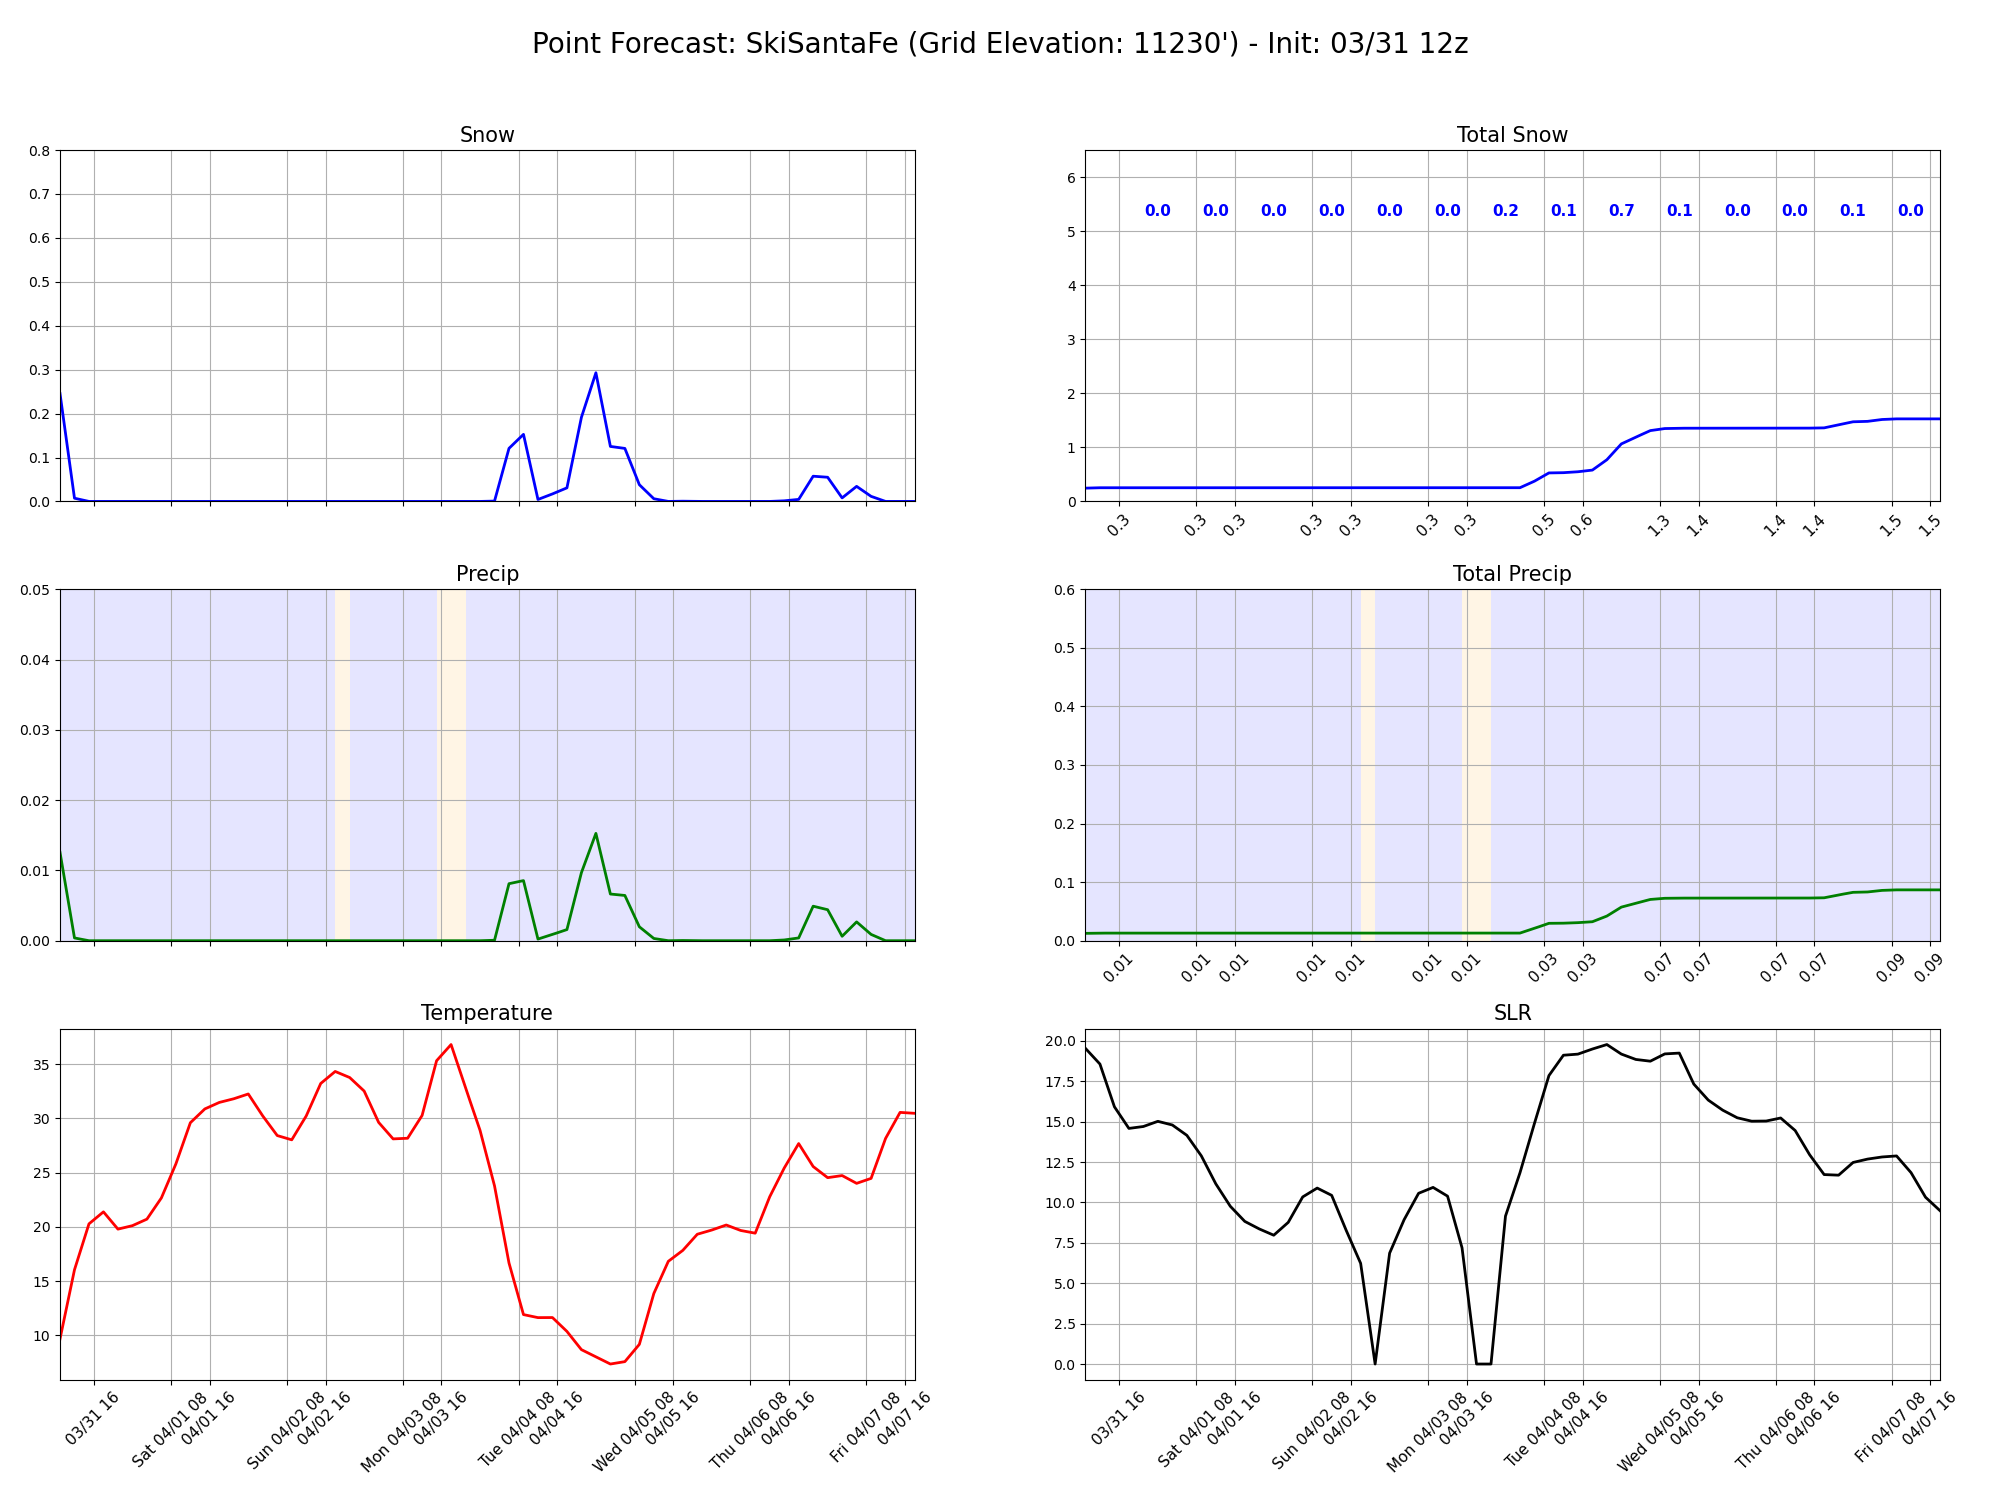 Point Forecast: SkiSantaFe (Grid Elevation: 11230') - Init: 03/31 12z
Snow
0.8
0.7
0.6
0.5
0.4
0.3
0.2
0.1
0.0
Total Snow
6
5
4
3
2
1
0
0.0 0.0 0.0 0.0 0.0 0.0 0.2 0.1 0.7 0.1 0.0 0.0 0.1 0.0
0.3 0.3 0.3 0.3 0.3 0.3 0.3 0.5 0.6 1.3 1.4 1.4 1.4 1.5 1.5
Precip
0.05
0.04
0.03
0.02
0.01
0.00
Total Precip
0.6
0.5
0.4
0.3
0.2
0.1
0.0
0.01 0.01 0.01 0.01 0.01 0.01 0.01 0.03 0.03 0.07 0.07 0.07 0.07 0.09 0.09
Temperature
35
30
25
20
15
10
03/31 16
Sat 04/01 08
04/01 16
Sun 04/02 08
04/02 16
Mon 04/03 08
04/03 16
Tue 04/04 08
04/04 16
Wed 04/05 08
04/05 16
Thu 04/06 08
04/06 16
Fri 04/07 08
04/07 16
SLR
20.0
17.5
15.0
12.5
10.0
7.5
5.0
2.5
0.0
03/31 16
Sat 04/01 08
04/01 16
Sun 04/02 08
04/02 16
Mon 04/03 08
04/03 16
Tue 04/04 08
04/04 16
Wed 04/05 08
04/05 16
Thu 04/06 08
04/06 16
Fri 04/07 08
04/07 16